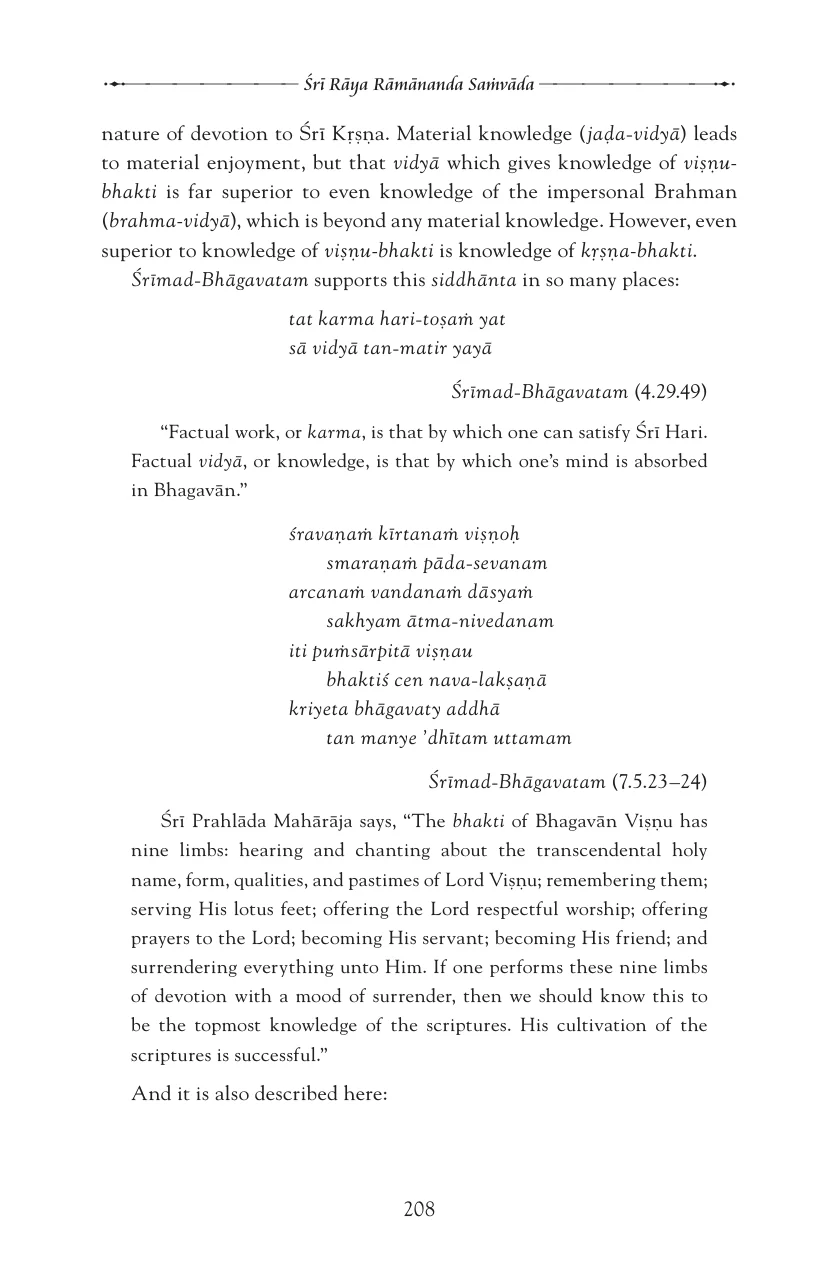 Śrī Rāya Rāmānanda Saṁvāda
nature of devotion to Śrī Kṛṣṇa. Material knowledge (jaḍa-vidyā) leads
to material enjoyment, but that vidyā which gives knowledge of viṣṇu-
bhakti is far superior to even knowledge of the impersonal Brahman
(brahma-vidyā), which is beyond any material knowledge. However, even
superior to knowledge of viṣṇu-bhakti is knowledge of kṛṣṇa-bhakti.
Śrīmad-Bhāgavatam supports this siddhānta in so many places:
tat karma hari-toṣaṁ yat
sā vidyā tan-matir yayā
Śrīmad-Bhāgavatam (4.29.49)
“Factual work, or karma, is that by which one can satisfy Śrī Hari.
Factual vidyā, or knowledge, is that by which one’s mind is absorbed
in Bhagavān.”
śravaṇaṁ kīrtanaṁ viṣṇoḥ
smaraṇaṁ pāda-sevanam
arcanaṁ vandanaṁ dāsyaṁ
sakhyam ātma-nivedanam
iti puṁsārpitā viṣṇau
bhaktiś cen nava-lakṣaṇā
kriyeta bhāgavaty addhā
tan manye ’dhītam uttamam
Śrīmad-Bhāgavatam (7.5.23–24)
Śrī Prahlāda Mahārāja says, “The bhakti of Bhagavān Viṣṇu has
nine limbs: hearing and chanting about the transcendental holy
name, form, qualities, and pastimes of Lord Viṣṇu; remembering them;
serving His lotus feet; offering the Lord respectful worship; offering
prayers to the Lord; becoming His servant; becoming His friend; and
surrendering everything unto Him. If one performs these nine limbs
of devotion with a mood of surrender, then we should know this to
be the topmost knowledge of the scriptures. His cultivation of the
scriptures is successful.”
And it is also described here:
208